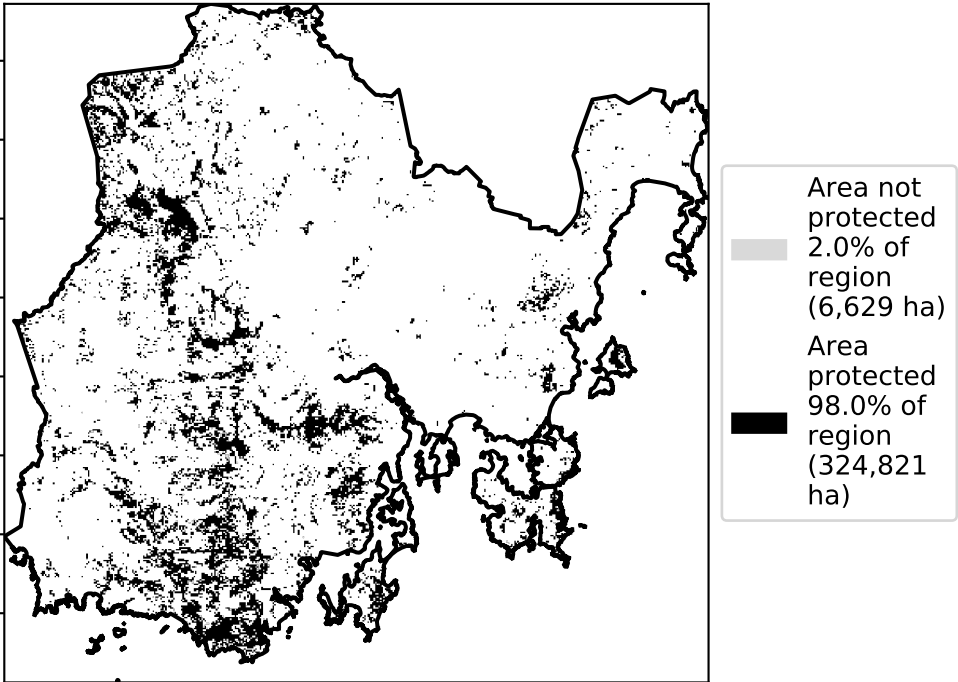 Area not
protected
2.0% of
region
(6,629 ha)
Area
protected
98.0% of
region
(324,821
ha)